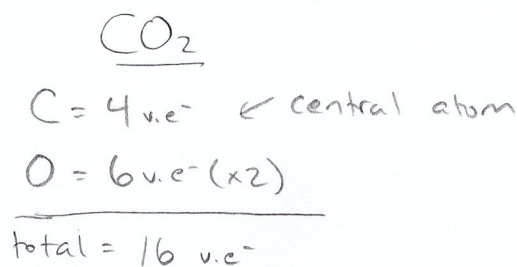 CO₂
C = 4 v.e⁻ ← central atom
O = 6 v.e⁻ (x2)
total = 16 v.e⁻